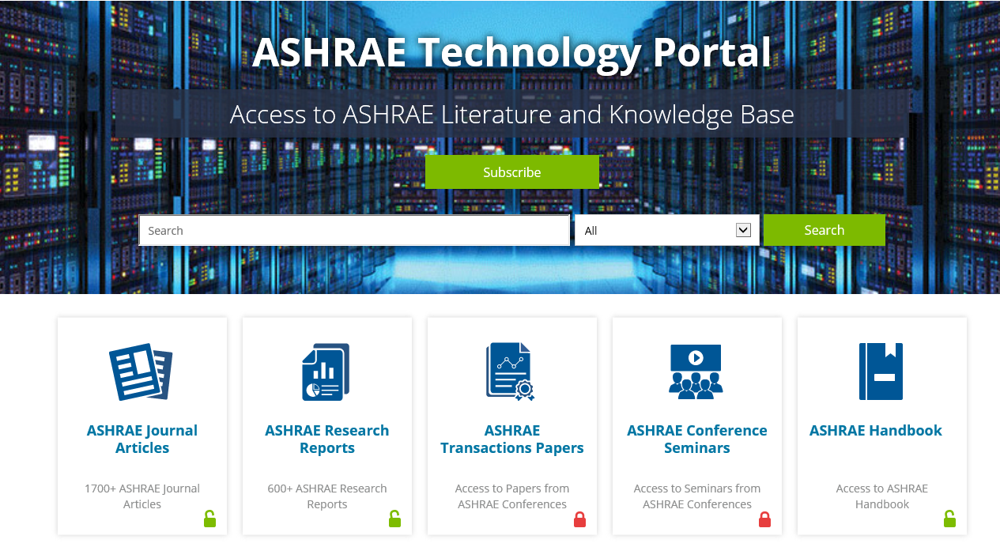 ASHRAE Technology Portal
Access to ASHRAE Literature and Knowledge Base
Subscribe
Search
All
Search
ASHRAE Journal
Articles
1700+ ASHRAE Journal
Articles
ASHRAE Research
Reports
600+ ASHRAE Research
Reports
ASHRAE
Transactions Papers
Access to Papers from
ASHRAE Conferences
ASHRAE Conference
Seminars
Access to Seminars from
ASHRAE Conferences
ASHRAE Handbook
Access to ASHRAE
Handbook